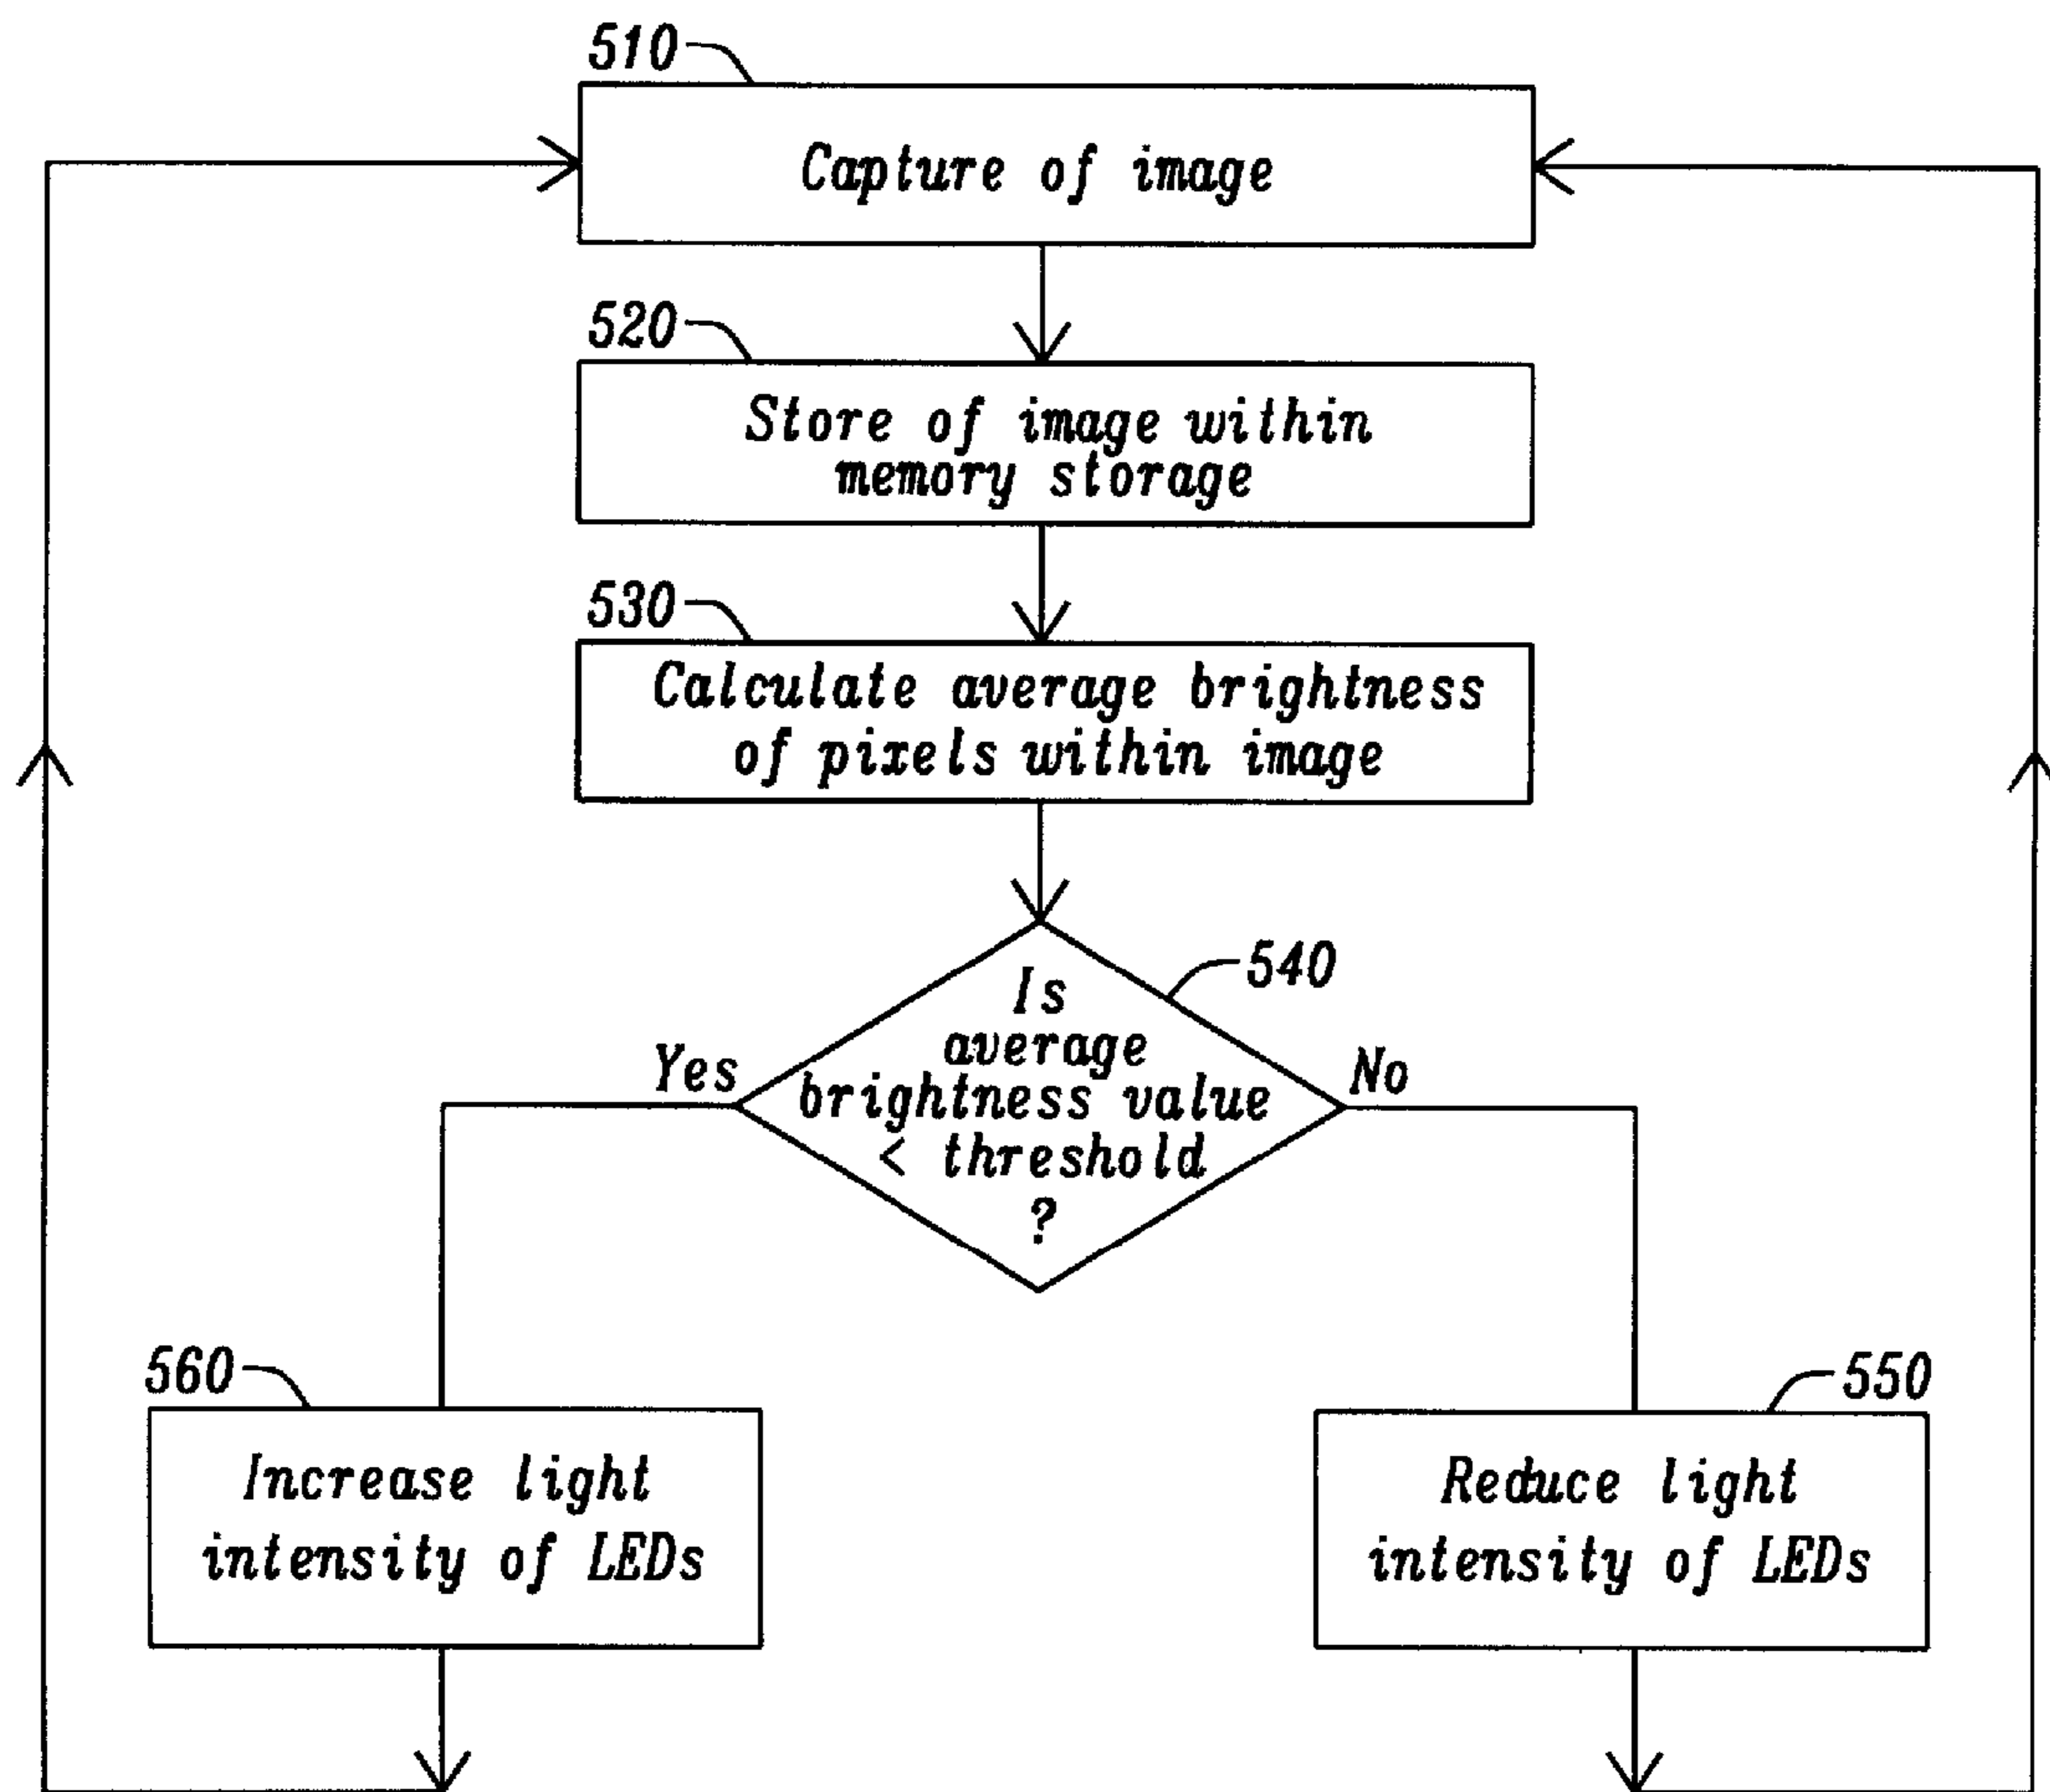 510
Capture of image
520
Store of image within
memory storage
530
Calculate average brightness
of pixels within image
540
Is
average
brightness value
< threshold
?
Yes
No
560
Increase light
intensity of LEDs
550
Reduce light
intensity of LEDs